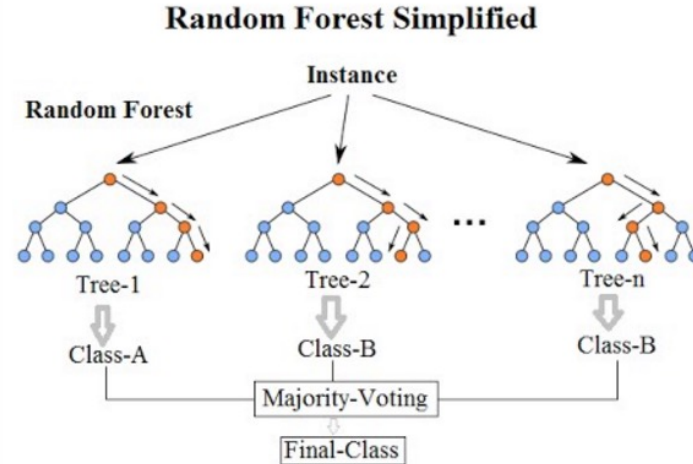 Random Forest Simplified
Instance
Random Forest
...
Tree-1
Tree-2
Tree-n
Class-A
Class-B
Class-B
Majority-Voting
Final-Class